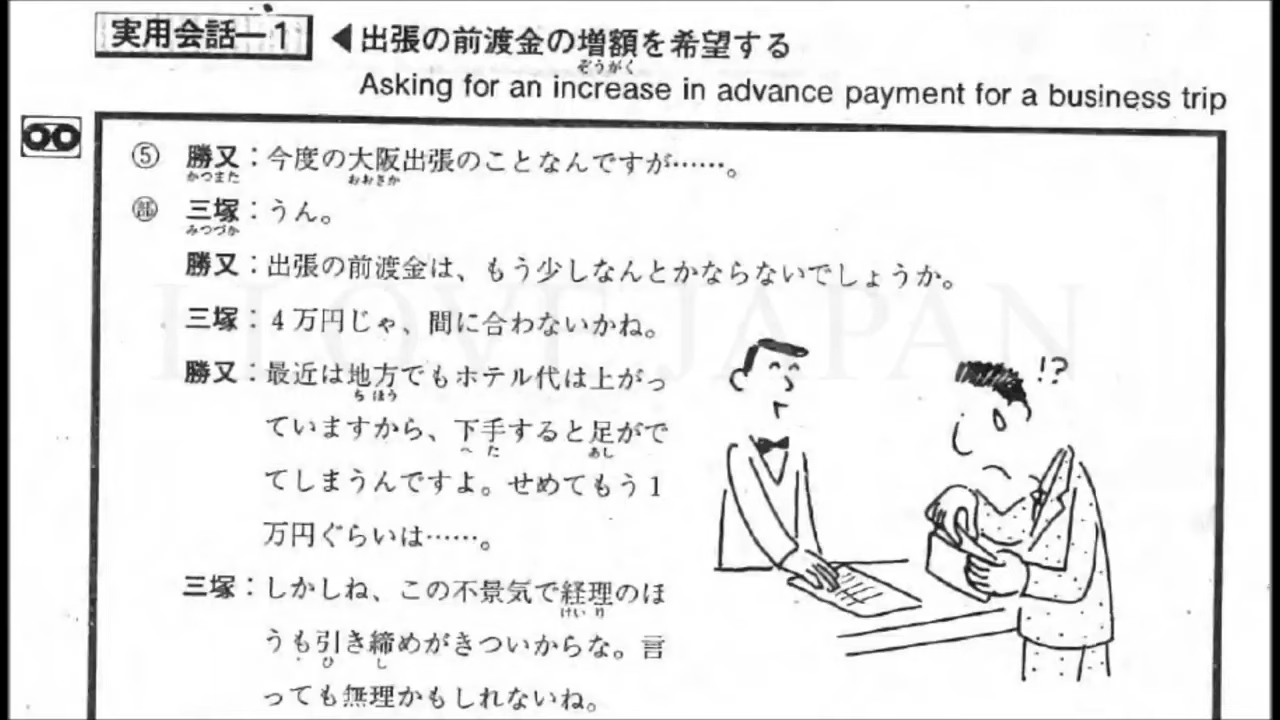 実用会話—1 ◀出張の前渡金の増額を希望する
ぞうがく
Asking for an increase in advance payment for a business trip
⑤ 勝又：今度の大阪出張のことなんですが……。
かつまた おおさか
部 三塚：うん。
みつづか
勝又：出張の前渡金は、もう少しなんとかならないでしょうか。
三塚：4万円じゃ、間に合わないかね。
勝又：最近は地方でもホテル代は上がっ
ち ほう
ていますから、下手すると足がで
へ た あし
てしまうんですよ。せめてもう1
万円ぐらいは……。
三塚：しかしね、この不景気で経理のほ
けい り
うも引き締めがきついからな。言
ひ し
っても無理かもしれないね。
!?
I LOVE JAPAN